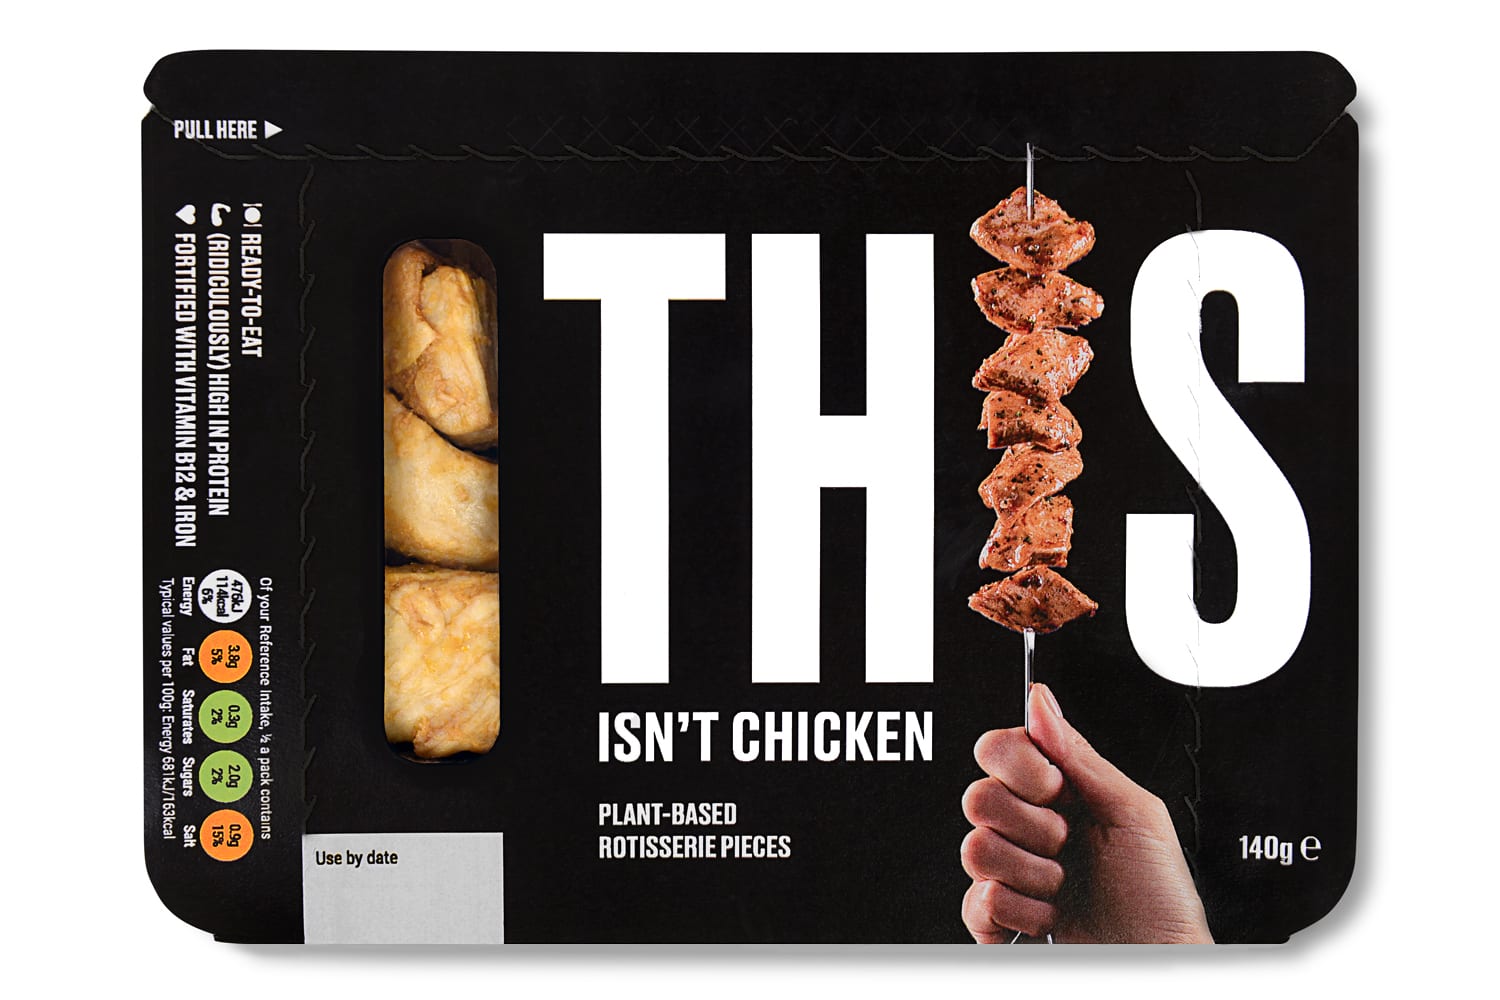 PULL HERE
READY-TO-EAT
(RIDICULOUSLY) HIGH IN PROTEIN
FORTIFIED WITH VITAMIN B12 & IRON
Of your Reference Intake, ½ a pack contains
476kJ
114kcal
6%
Energy
3.8g
5%
Fat
0.3g
2%
Saturates
2.0g
2%
Sugars
0.9g
15%
Salt
Typical values per 100g: Energy 681kJ/163kcal
THIS
ISN'T CHICKEN
PLANT-BASED
ROTISSERIE PIECES
Use by date
140g ℮